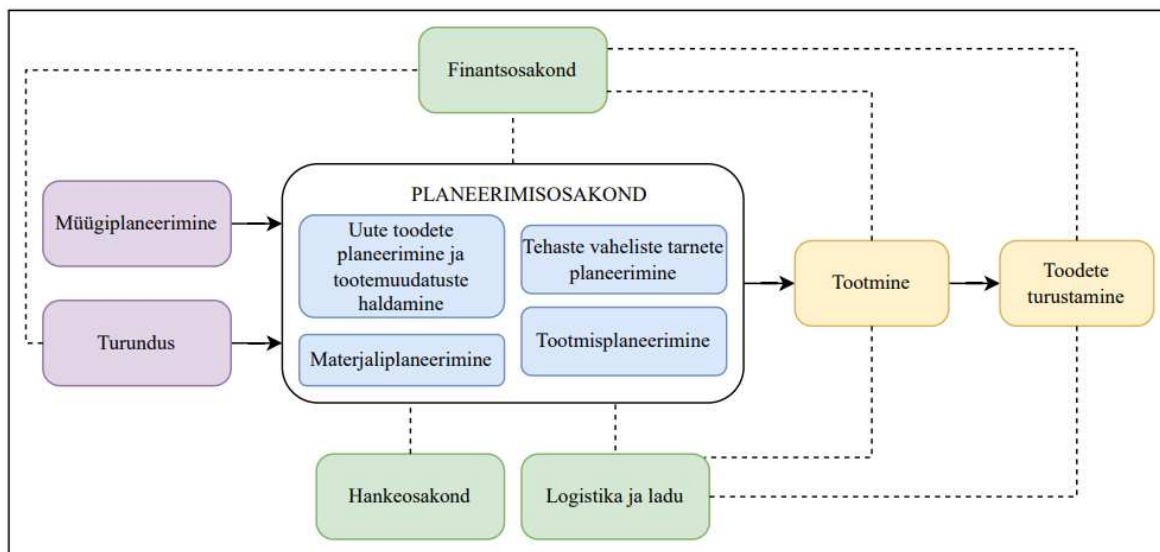 Finantsosakond
PLANEERIMISOSAKOND
Müügiplaneerimine
Uute toodete
planeerimine ja
tootemuudatuste
haldamine
Tehaste vaheliste tarnete
planeerimine
Tootmine
Toodete
turustamine
Turundus
Materjaliplaneerimine
Tootmisplaneerimine
Hankeosakond
Logistika ja ladu